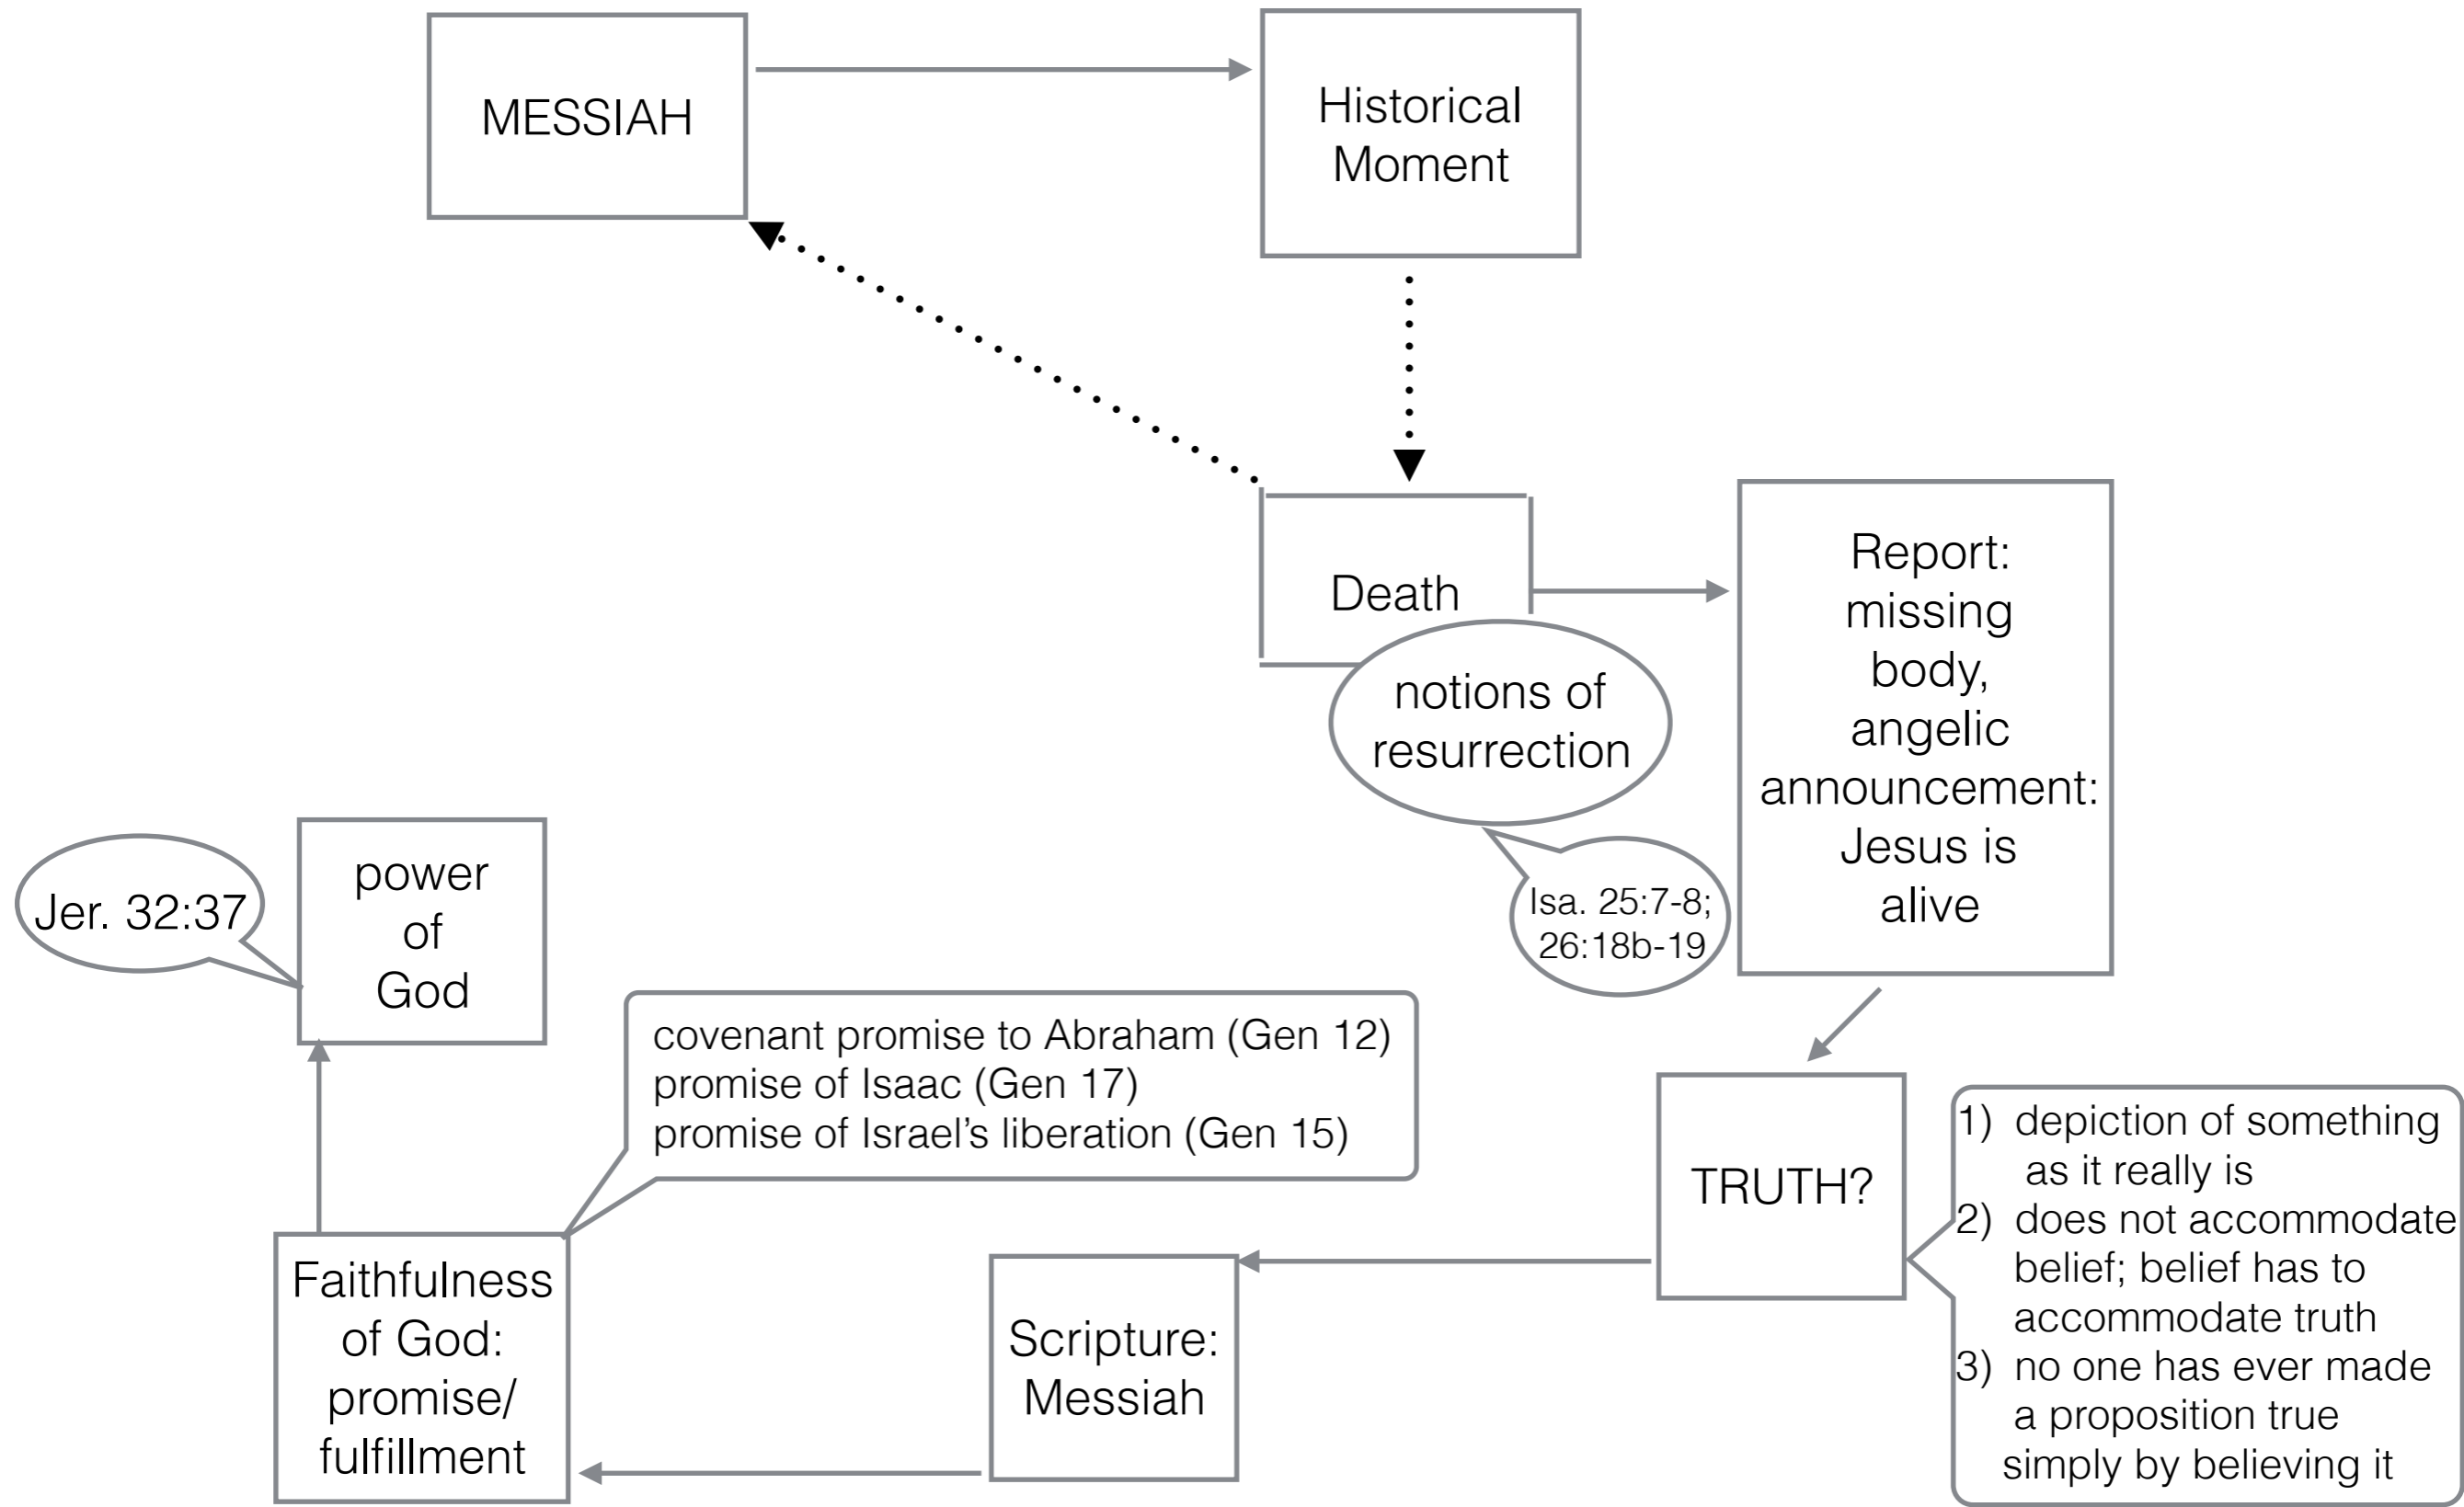 MESSIAH
Historical
Moment
Death
notions of
resurrection
Isa. 25:7-8;
26:18b-19
Report:
missing
body,
angelic
announcement:
Jesus is
alive
Jer. 32:37
power
of
God
covenant promise to Abraham (Gen 12)
promise of Isaac (Gen 17)
promise of Israel’s liberation (Gen 15)
TRUTH?
1) depiction of something
as it really is
2) does not accommodate
belief; belief has to
accommodate truth
3) no one has ever made
a proposition true
simply by believing it
Scripture:
Messiah
Faithfulness
of God:
promise/
fulfillment